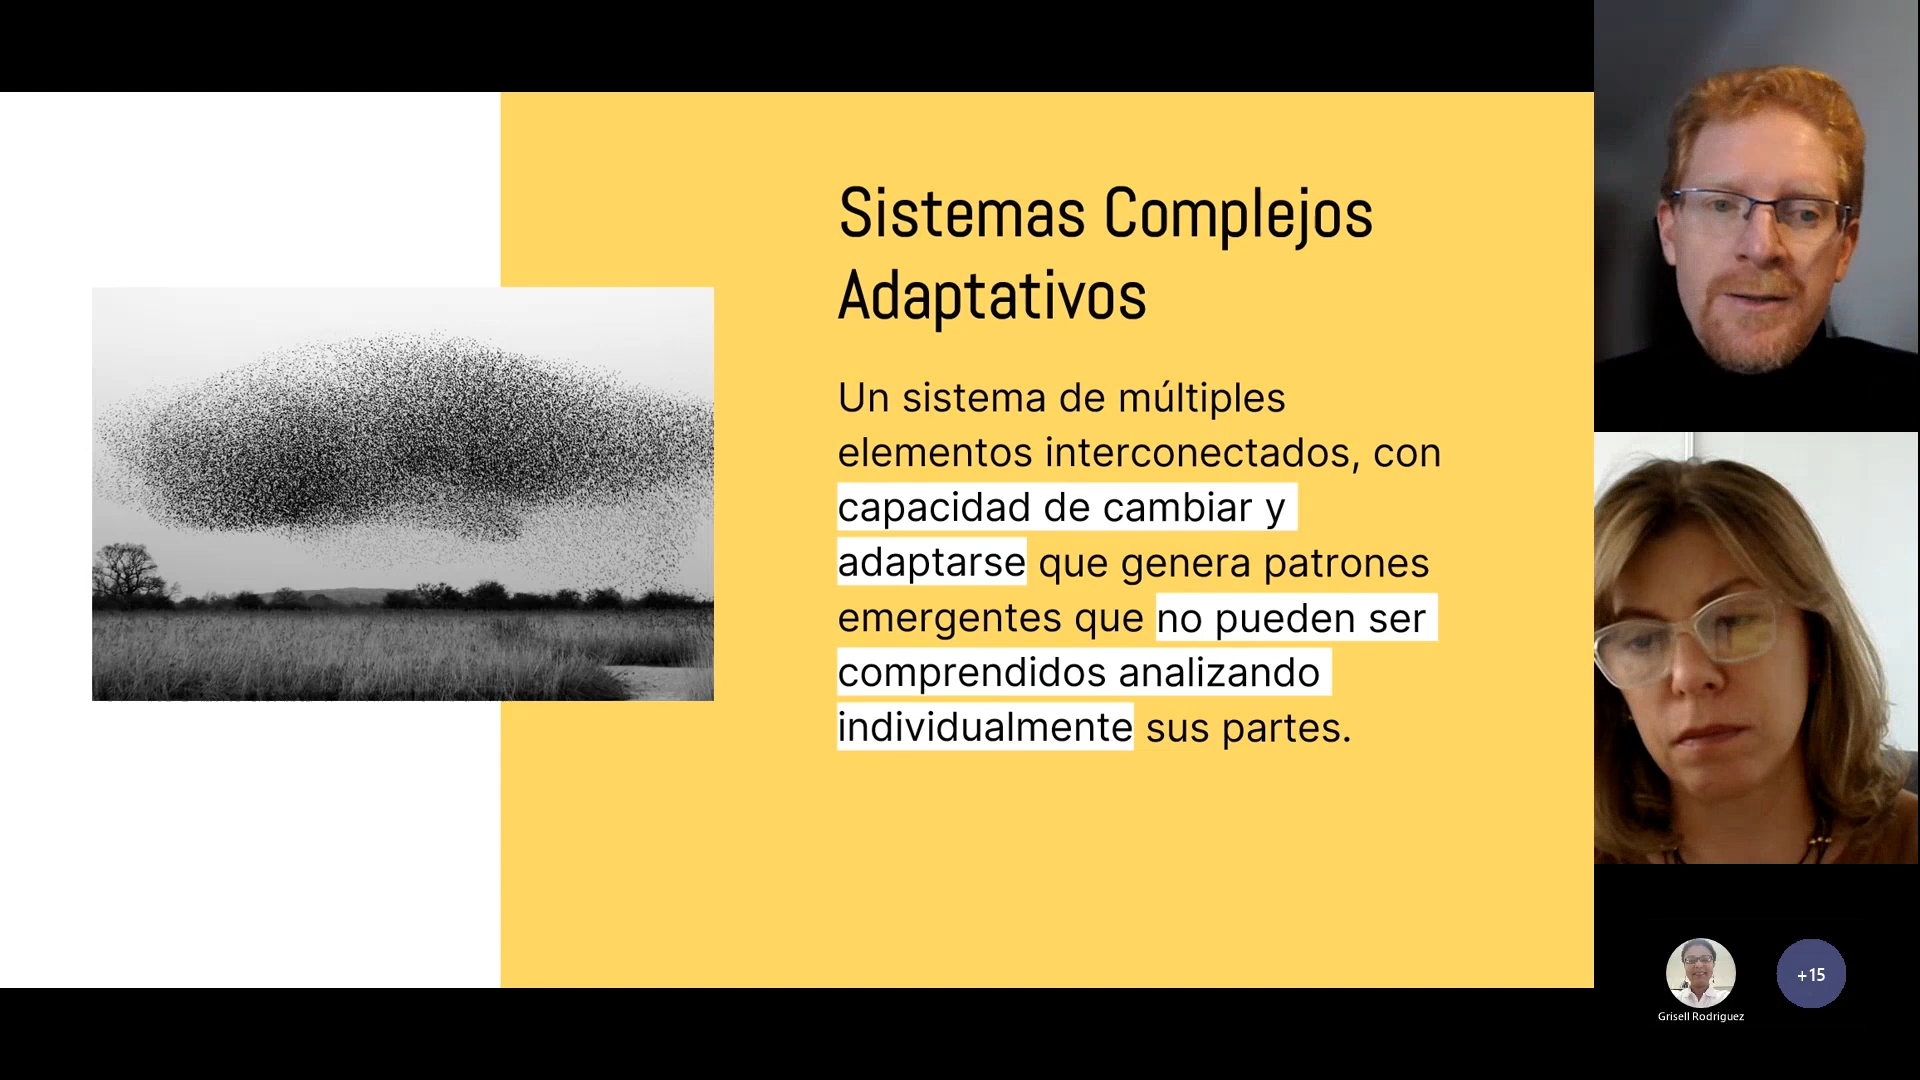 Sistemas Complejos
Adaptativos
Un sistema de múltiples
elementos interconectados, con
capacidad de cambiar y
adaptarse que genera patrones
emergentes que no pueden ser
comprendidos analizando
individualmente sus partes.
+15
Grisell Rodriguez